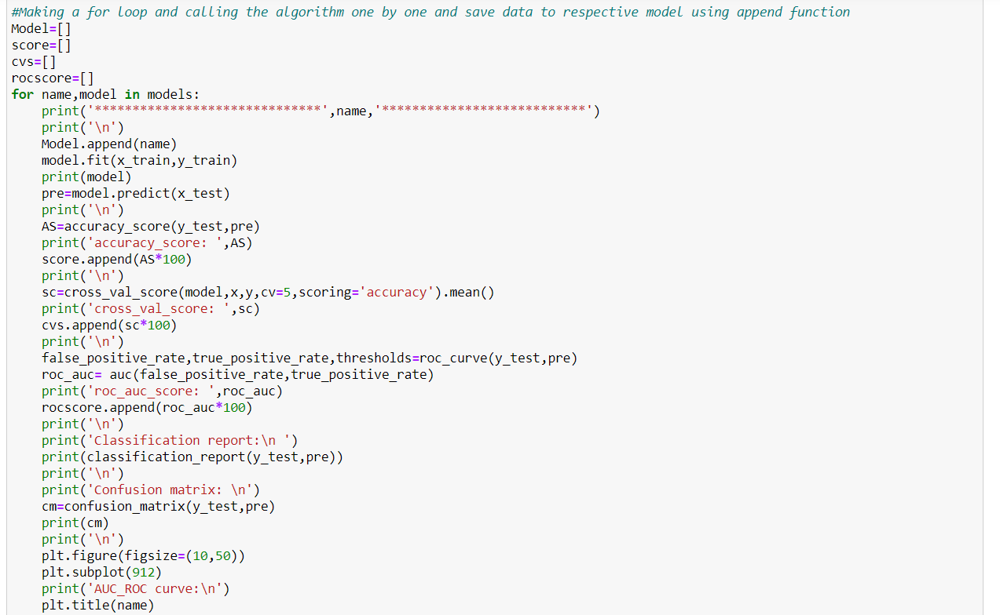 #Making a for loop and calling the algorithm one by one and save data to respective model using append function
Model=[]
score=[]
cvs=[]
rocscore=[]
for name,model in models:
    print('******************************',name,'***************************')
    print('\n')
    Model.append(name)
    model.fit(x_train,y_train)
    print(model)
    pre=model.predict(x_test)
    print('\n')
    AS=accuracy_score(y_test,pre)
    print('accuracy_score: ',AS)
    score.append(AS*100)
    print('\n')
    sc=cross_val_score(model,x,y,cv=5,scoring='accuracy').mean()
    print('cross_val_score: ',sc)
    cvs.append(sc*100)
    print('\n')
    false_positive_rate,true_positive_rate,thresholds=roc_curve(y_test,pre)
    roc_auc= auc(false_positive_rate,true_positive_rate)
    print('roc_auc_score: ',roc_auc)
    rocscore.append(roc_auc*100)
    print('\n')
    print('Classification report:\n ')
    print(classification_report(y_test,pre))
    print('\n')
    print('Confusion matrix: \n')
    cm=confusion_matrix(y_test,pre)
    print(cm)
    print('\n')
    plt.figure(figsize=(10,50))
    plt.subplot(912)
    print('AUC_ROC curve:\n')
    plt.title(name)